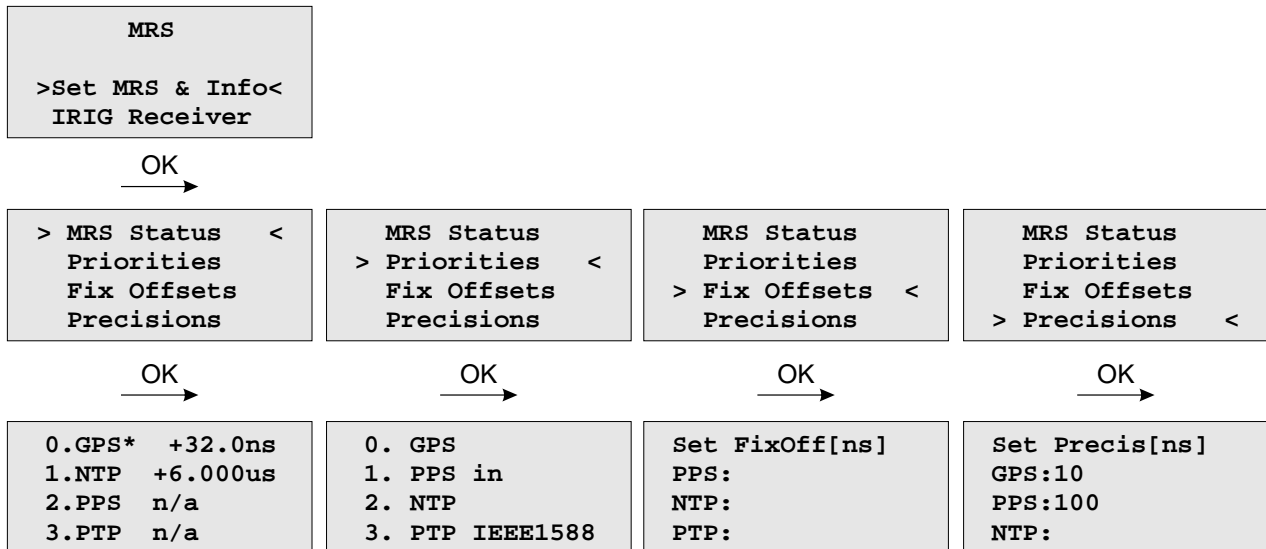 MRS
>Set MRS & Info<
IRIG Receiver
OK
> MRS Status <
Priorities
Fix Offsets
Precisions
MRS Status
> Priorities <
Fix Offsets
Precisions
MRS Status
Priorities
> Fix Offsets <
Precisions
MRS Status
Priorities
Fix Offsets
> Precisions <
OK
OK
OK
OK
0.GPS* +32.0ns
1.NTP +6.000us
2.PPS n/a
3.PTP n/a
0. GPS
1. PPS in
2. NTP
3. PTP IEEE1588
Set FixOff[ns]
PPS:
NTP:
PTP:
Set Precis[ns]
GPS:10
PPS:100
NTP: